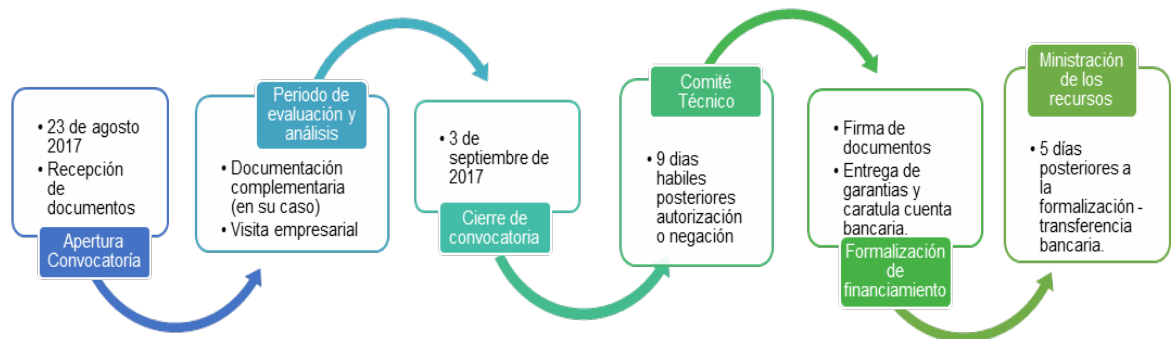 • 23 de agosto
2017
• Recepción
de
documentos
Apertura
Convocatoría
Periodo de
evaluación y
análisis
• Documentación
complementaria
(en su caso)
• Visita empresarial
• 3 de
septiembre de
2017
Cierre de
convocatoria
Comité
Técnico
• 9 dias
habiles
posteriores
autorización
o negación
• Firma de
documentos
• Entrega de
garantias y
caratula cuenta
bancaria.
Formalización
de
financiamiento
Ministración
de los
recursos
• 5 días
posteriores a
la
formalización -
transferencia
bancaria.